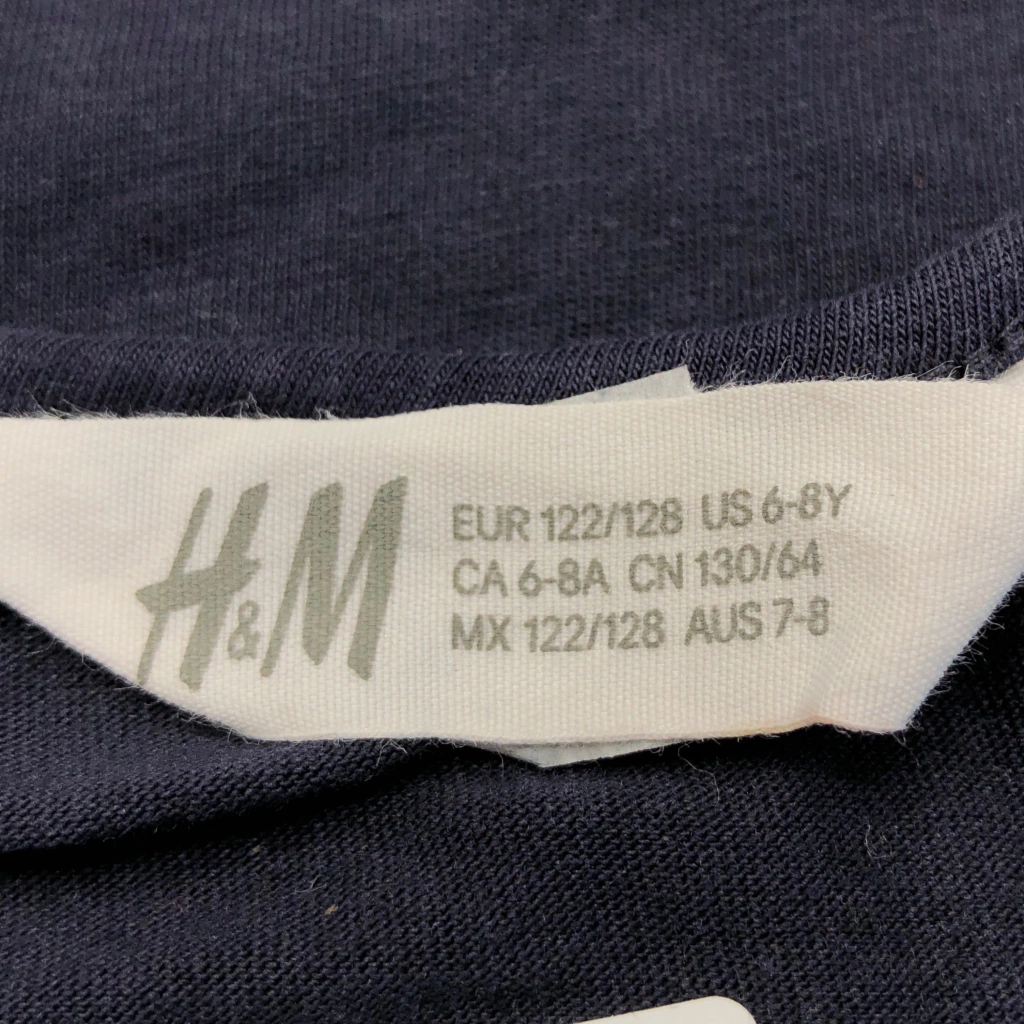 H&M
EUR 122/128 US 6-8Y
CA 6-8A CN 130/64
MX 122/128 AUS 7-8